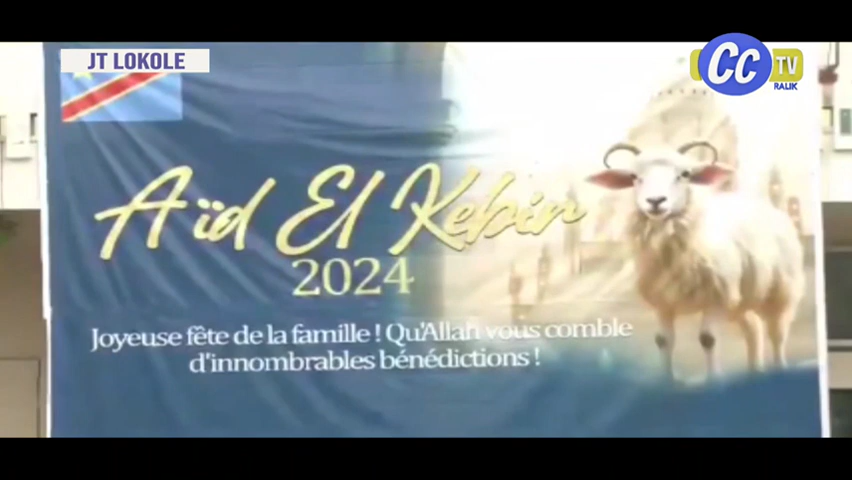 JT LOKOLE
CC TV
RALIK
Aïd El Kebir
2024
Joyeuse fête de la famille ! Qu'Allah vous comble
d'innombrables bénédictions !